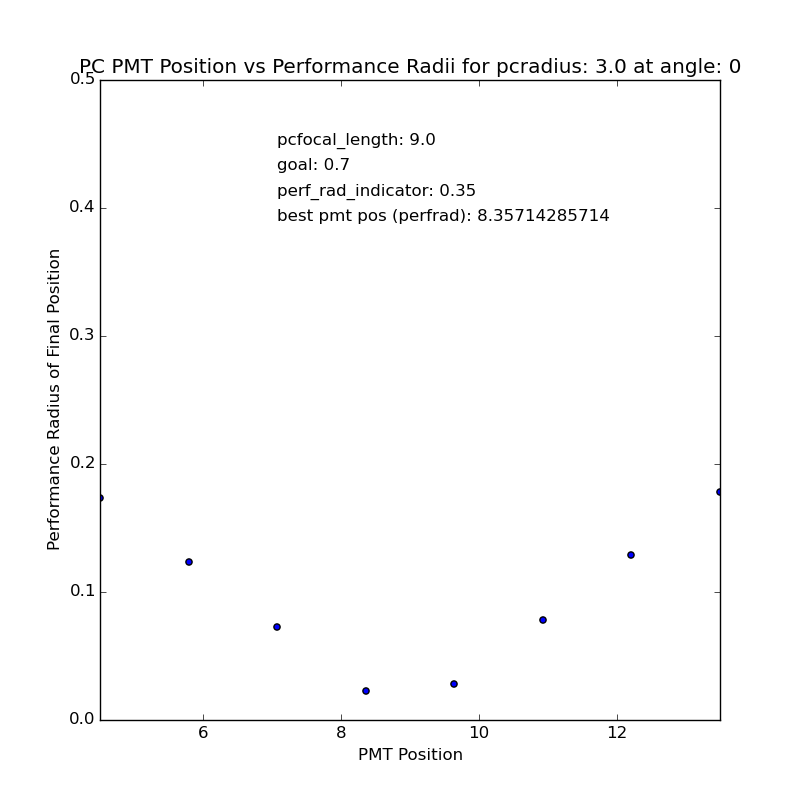 PC PMT Position vs Performance Radii for pcradius: 3.0 at angle: 0
0.5
pcfocal_length: 9.0
goal: 0.7
perf_rad_indicator: 0.35
best pmt pos (perfrad): 8.35714285714
0.4
0.3
0.2
0.1
0.0
Performance Radius of Final Position
6 8 10 12
PMT Position